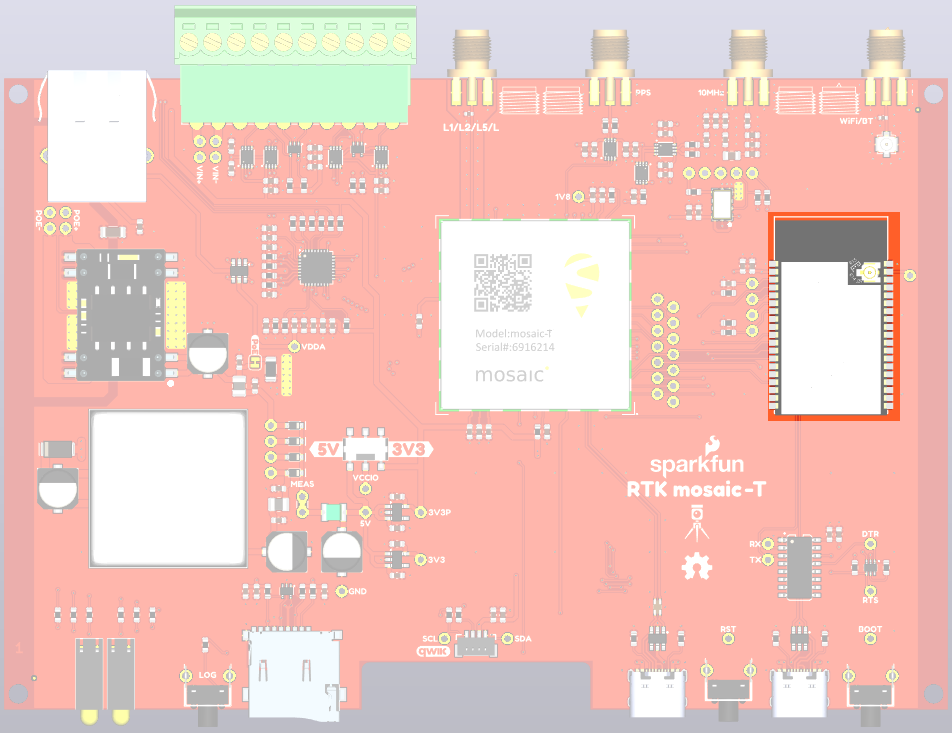 PPS
10MHz
L1/L2/L5/L
WiFi/BT
VIN+
VIN-
1V8
POE-
POE+
Model:mosaic-T
Serial#:6916214
mosaic
VDDA
PoE
5V
3V3
VCCIO
MEAS
5V
3V3P
3V3
GND
sparkfun
RTK mosaic-T
RX
TX
DTR
RTS
SCL
SDA
qwiic
RST
BOOT
LOG
1